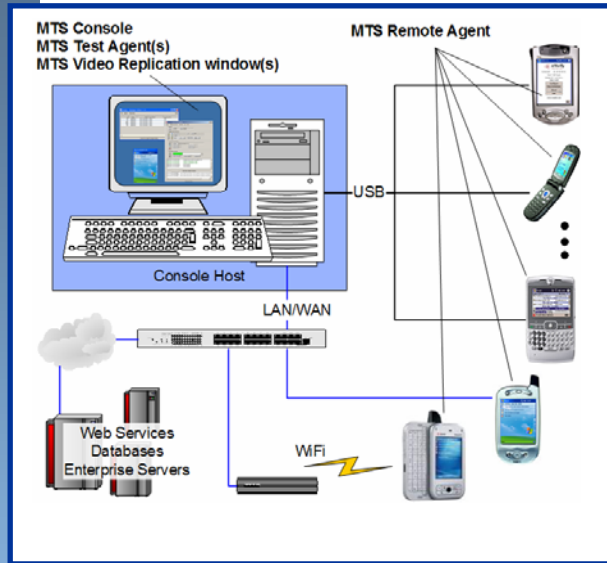 MTS Console
MTS Test Agent(s)
MTS Video Replication window(s)
MTS Remote Agent
USB
Console Host
LAN/WAN
Web Services
Databases
Enterprise Servers
WiFi